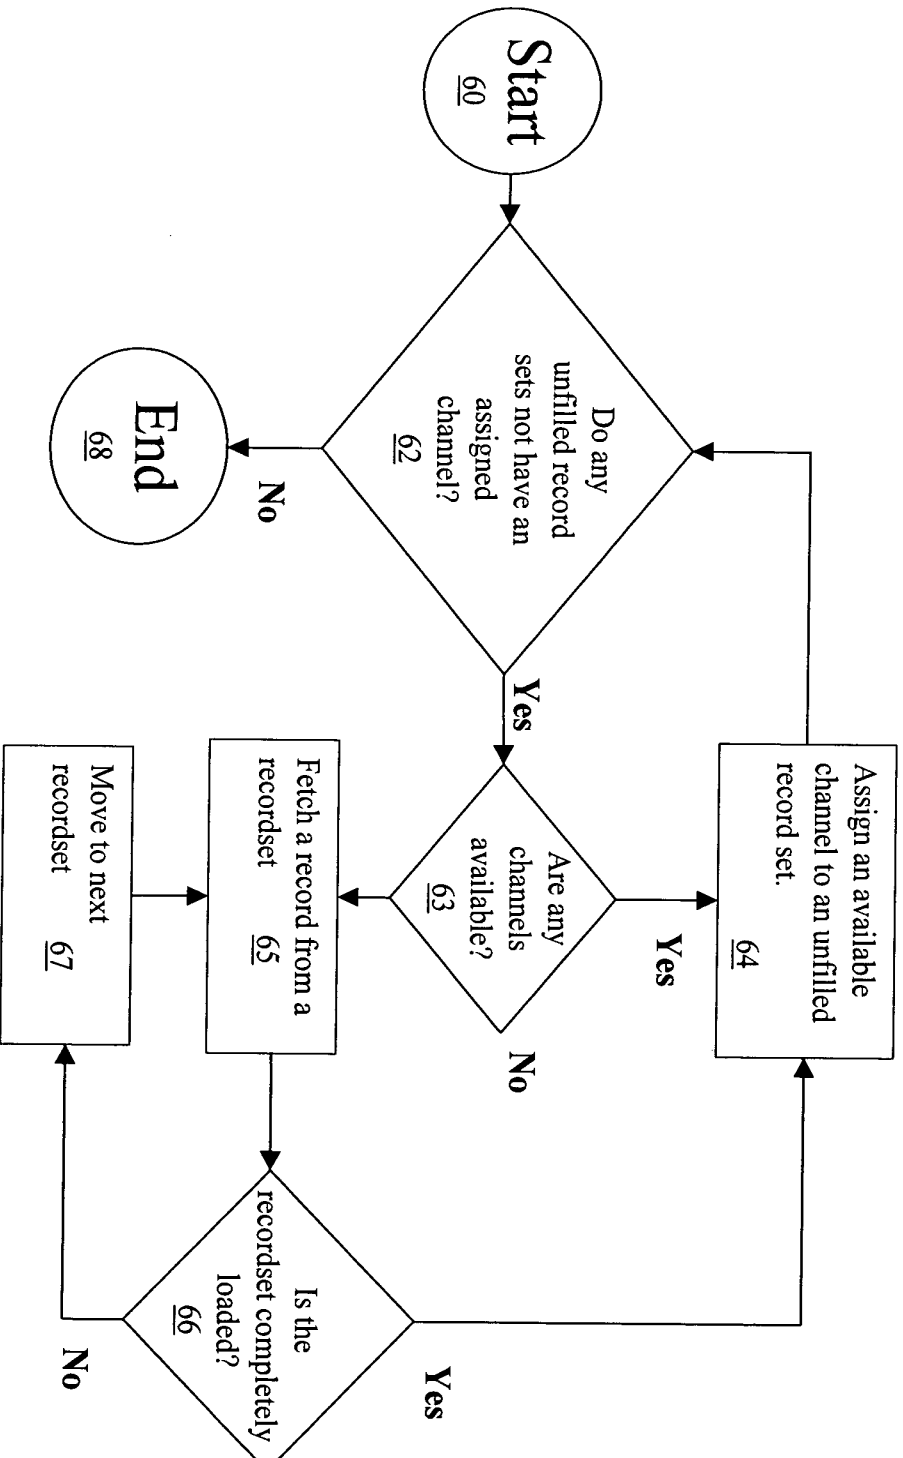 Start
60
Do any
unfilled record
sets not have an
assigned
channel?
62
Yes
No
End
68
Are any
channels
available?
63
Yes
No
Assign an available
channel to an unfilled
record set.
64
Fetch a record from a
recordset
65
Is the
recordset completely
loaded?
66
Yes
No
Move to next
recordset
67